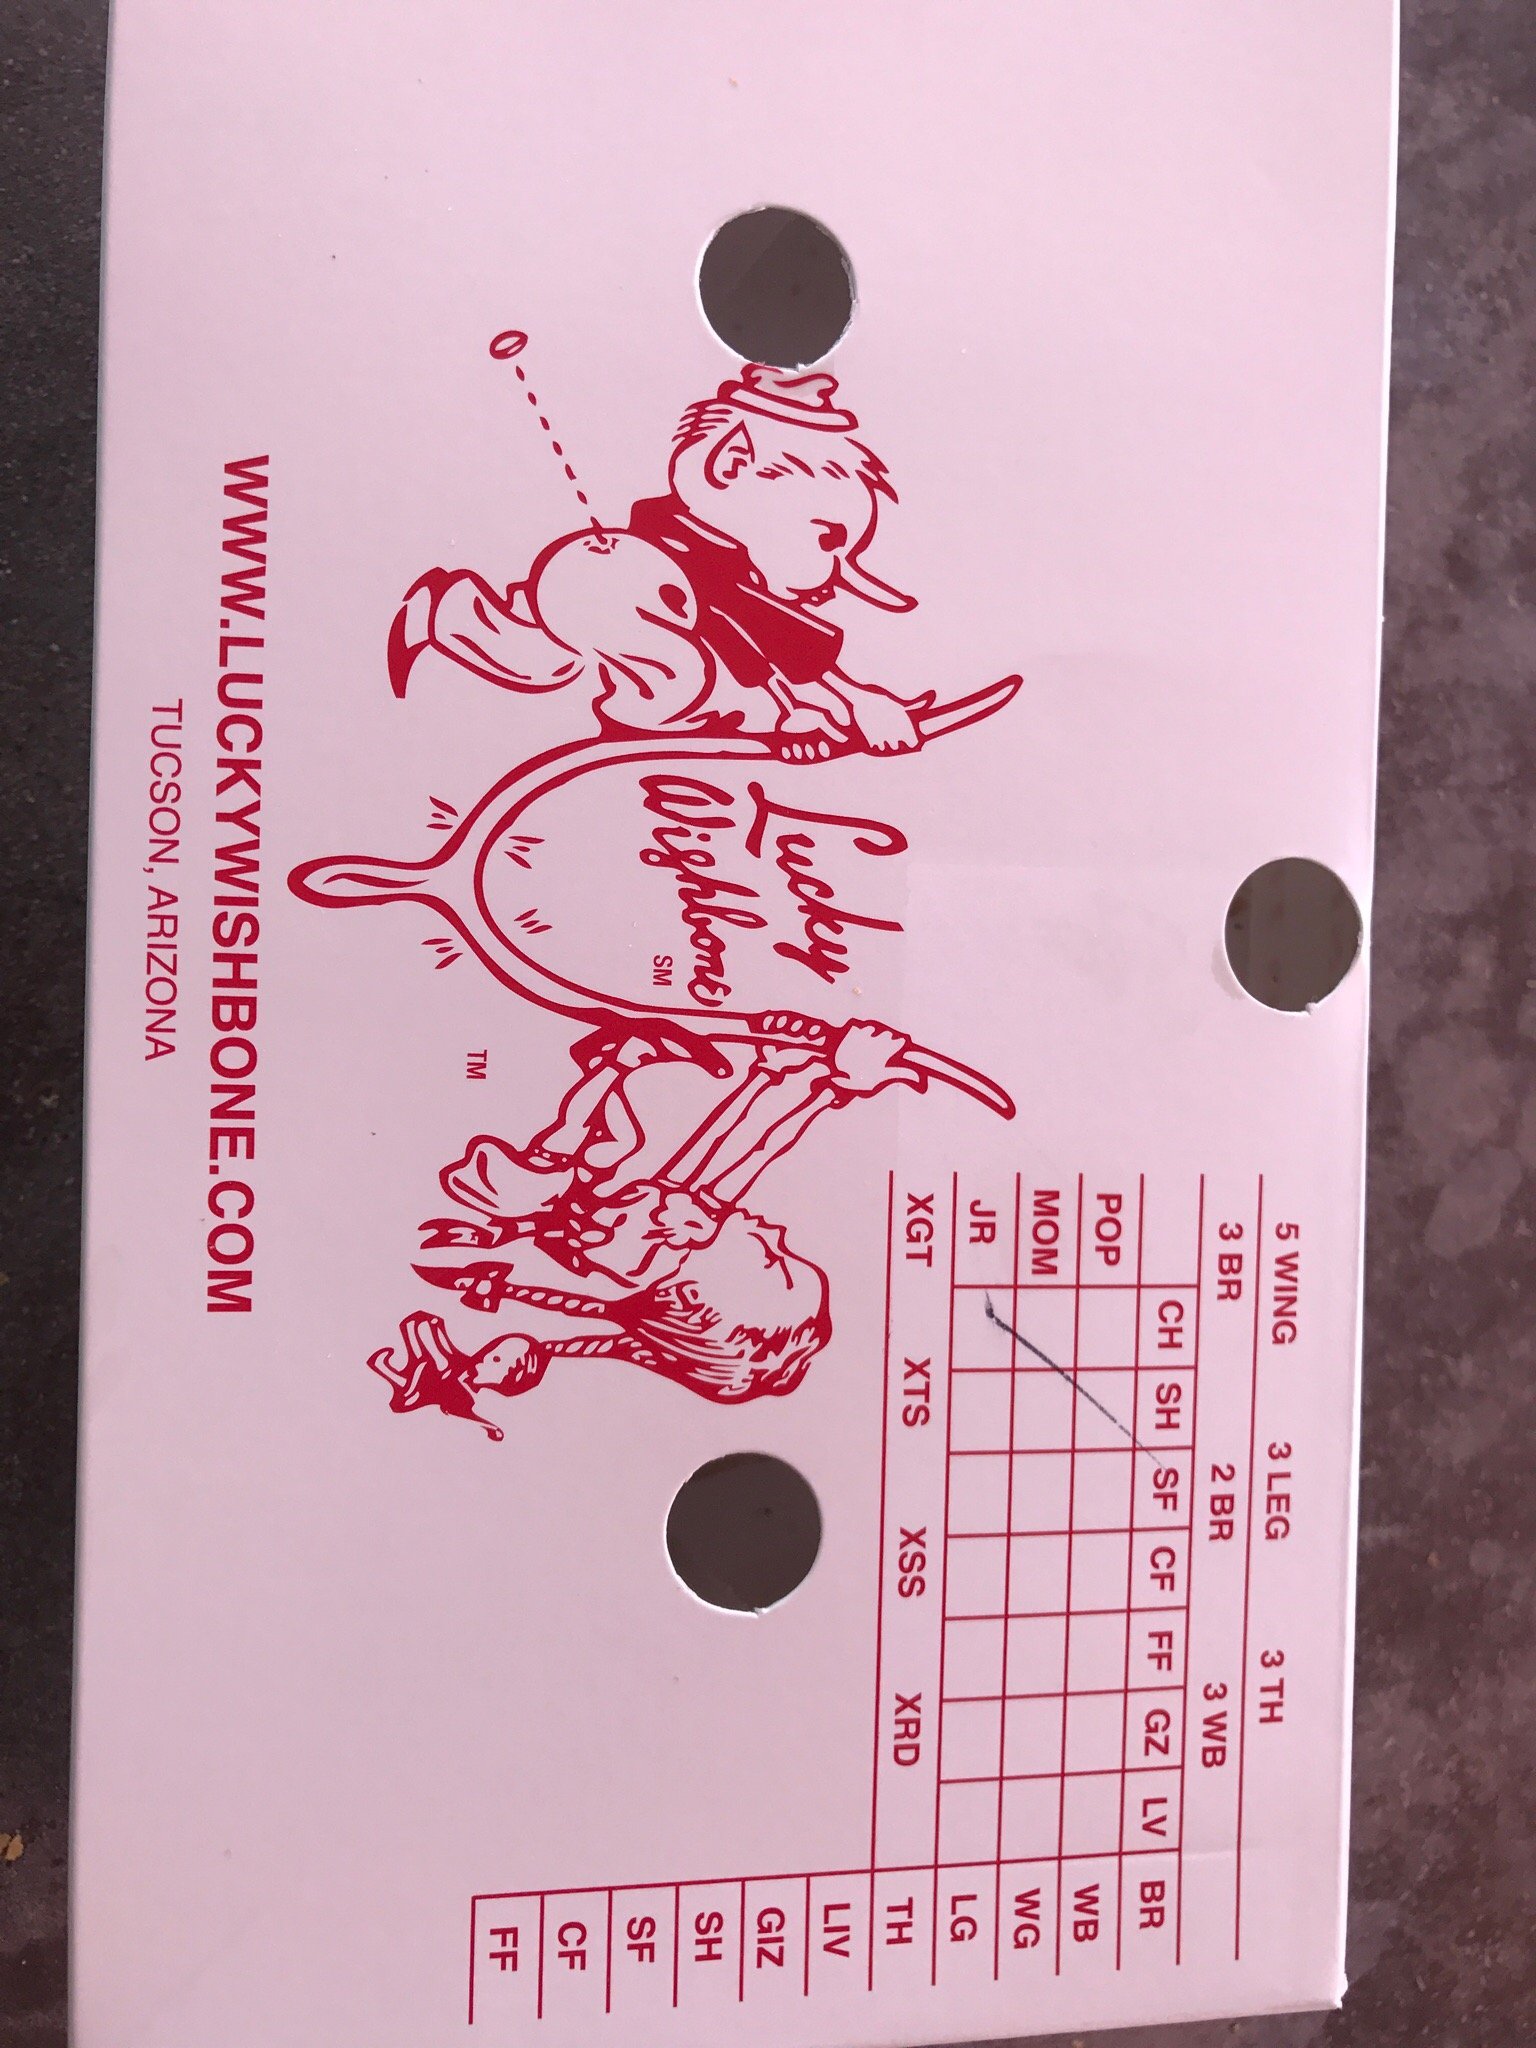 5 WING 3 LEG 3 TH
3 BR 2 BR 3 WB
CH SH SF CF FF GZ LV BR
POP WB
MOM WG
JR LG
XGT XTS XSS XRD TH
LIV
GIZ
SH
SF
CF
FF
Lucky
Wishbone SM
TM
WWW.LUCKYWISHBONE.COM
TUCSON, ARIZONA